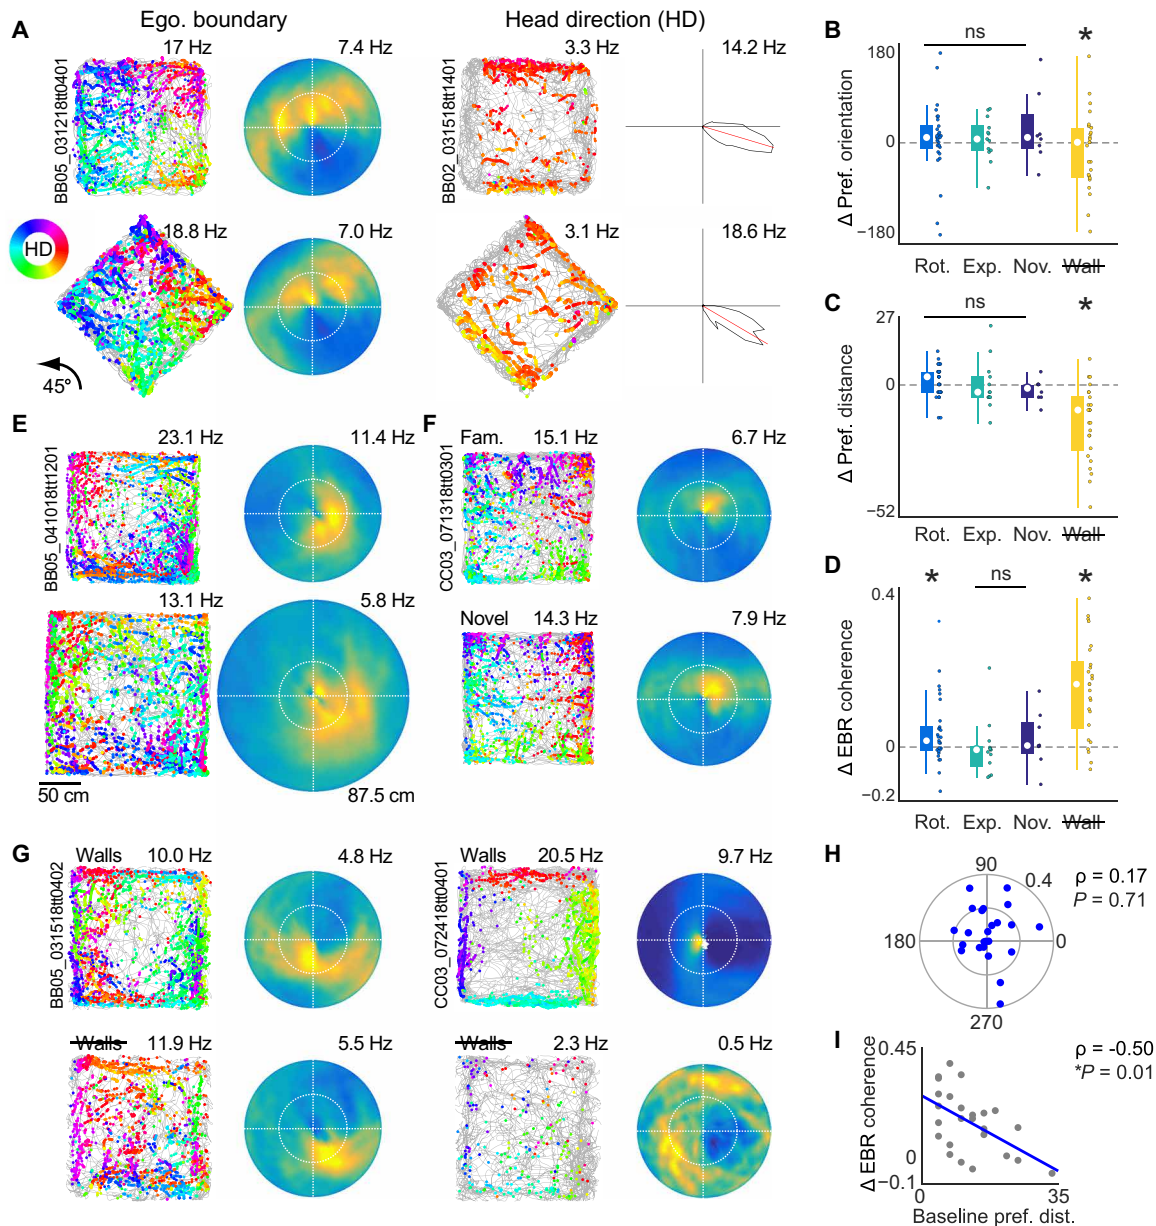 Ego. boundary
Head direction (HD)
A
17 Hz
7.4 Hz
3.3 Hz
14.2 Hz
BB05_031218tt0401
BB02_031518tt1401
18.8 Hz
7.0 Hz
3.1 Hz
18.6 Hz
HD
45º
B
180
ns
*
Δ Pref. orientation
0
−180
Rot. Exp. Nov. Wall
C
27
ns
*
Δ Pref. distance
0
−52
Rot. Exp. Nov. Wall
D
0.4
*
ns
*
Δ EBR coherence
0
−0.2
Rot. Exp. Nov. Wall
E
23.1 Hz
11.4 Hz
BB05_041018tt1201
13.1 Hz
5.8 Hz
50 cm
87.5 cm
F
Fam. 15.1 Hz
6.7 Hz
CC03_071318tt0301
Novel 14.3 Hz
7.9 Hz
G
Walls 10.0 Hz
4.8 Hz
BB05_031518tt0402
Walls 20.5 Hz
9.7 Hz
CC03_072418tt0401
Walls 11.9 Hz
5.5 Hz
Walls 2.3 Hz
0.5 Hz
H
90
0.4
180
0
270
ρ = 0.17
P = 0.71
I
0.45
Δ EBR coherence
0
−0.1
0
35
Baseline pref. dist.
ρ = -0.50
*P = 0.01